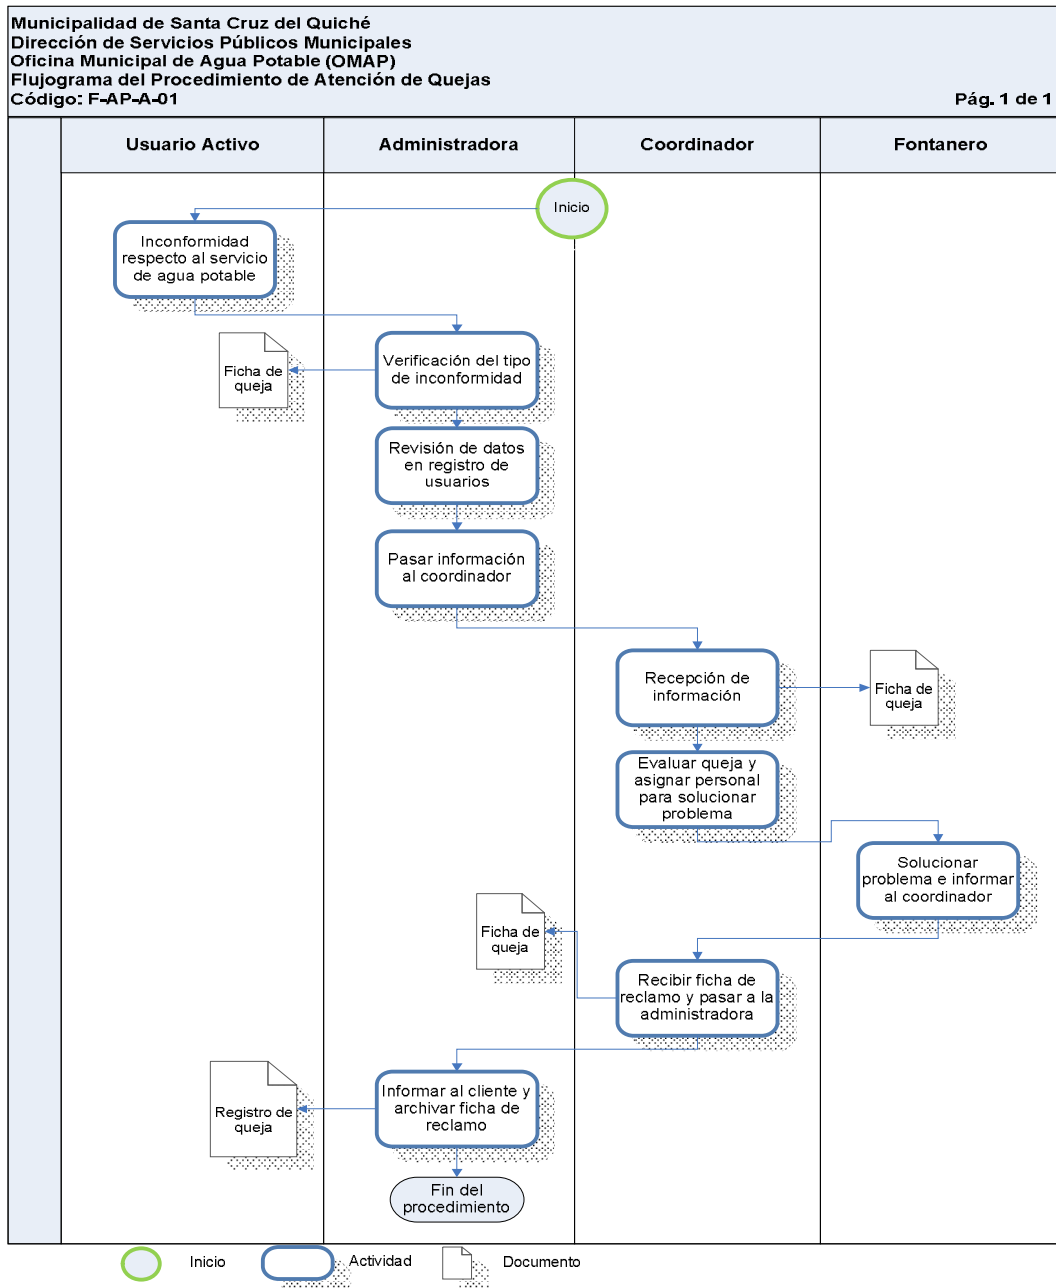 Municipalidad de Santa Cruz del Quiché
Dirección de Servicios Públicos Municipales
Oficina Municipal de Agua Potable (OMAP)
Flujograma del Procedimiento de Atención de Quejas
Código: F-AP-A-01
Pág. 1 de 1
Usuario Activo
Administradora
Coordinador
Fontanero
Inicio
Inconformidad
respecto al servicio
de agua potable
Verificación del tipo
de inconformidad
Ficha de
queja
Revisión de datos
en registro de
usuarios
Pasar información
al coordinador
Recepción de
información
Ficha de
queja
Evaluar queja y
asignar personal
para solucionar
problema
Solucionar
problema e informar
al coordinador
Ficha de
queja
Recibir ficha de
reclamo y pasar a la
administradora
Informar al cliente y
archivar ficha de
reclamo
Registro de
queja
Fin del
procedimiento
Inicio
Actividad
Documento